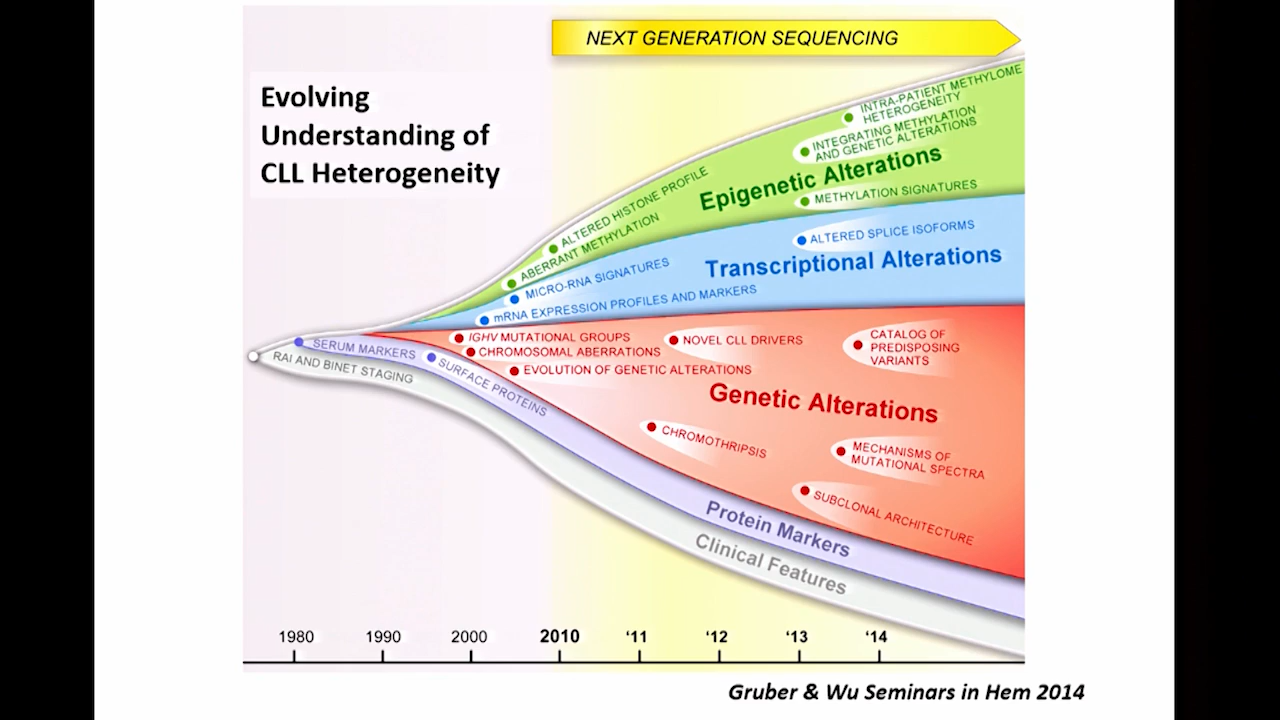 NEXT GENERATION SEQUENCING
Evolving
Understanding of
CLL Heterogeneity
INTRA-PATIENT METHYLOME
HETEROGENEITY
INTEGRATING METHYLATION
AND GENETIC ALTERATIONS
Epigenetic Alterations
METHYLATION SIGNATURES
ALTERED HISTONE PROFILE
ABERRANT METHYLATION
ALTERED SPLICE ISOFORMS
Transcriptional Alterations
MICRO-RNA SIGNATURES
mRNA EXPRESSION PROFILES AND MARKERS
IGHV MUTATIONAL GROUPS
CHROMOSOMAL ABERRATIONS
EVOLUTION OF GENETIC ALTERATIONS
NOVEL CLL DRIVERS
CATALOG OF
PREDISPOSING
VARIANTS
Genetic Alterations
CHROMOTHRIPSIS
MECHANISMS OF
MUTATIONAL SPECTRA
SUBCLONAL ARCHITECTURE
SERUM MARKERS
SURFACE PROTEINS
Protein Markers
RAI AND BINET STAGING
Clinical Features
1980 1990 2000 2010 '11 '12 '13 '14
Gruber & Wu Seminars in Hem 2014